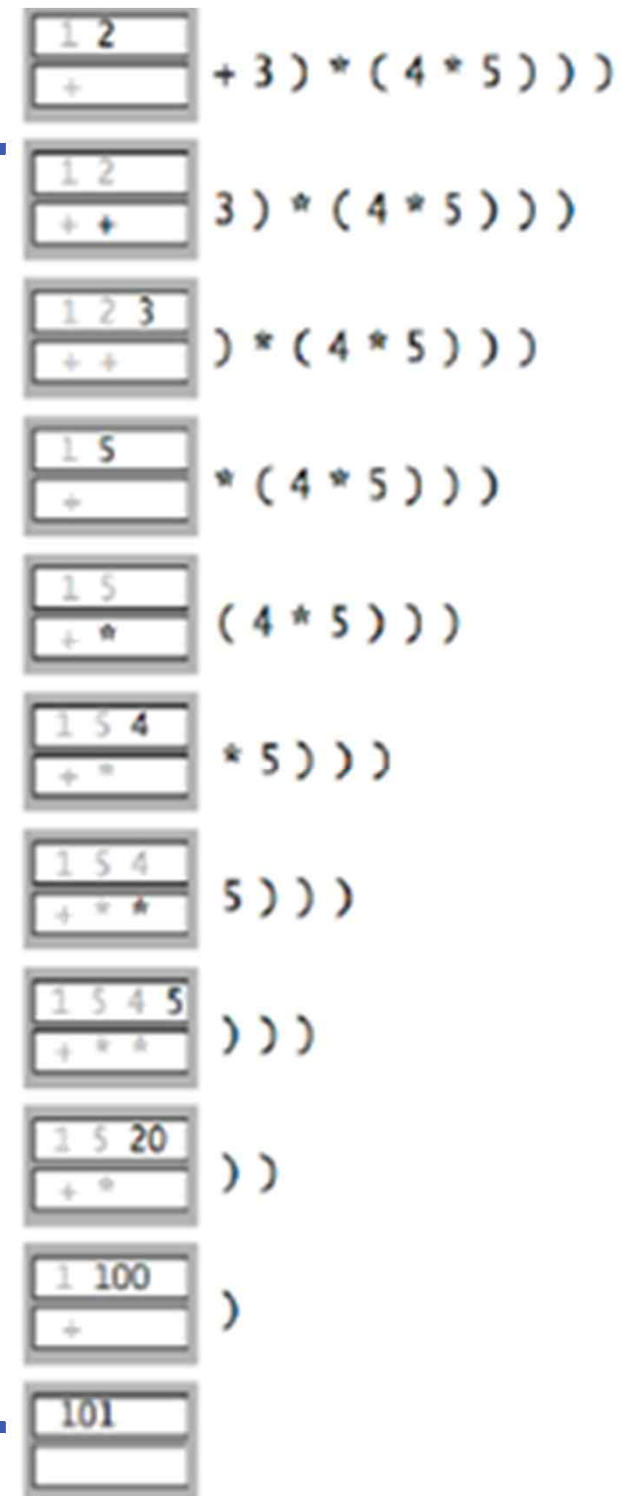 1 2
+
+ 3 ) * ( 4 * 5 ) ) )
1 2
+ +
3 ) * ( 4 * 5 ) ) )
1 2 3
+ +
) * ( 4 * 5 ) ) )
1 5
+
* ( 4 * 5 ) ) )
1 5
+ *
( 4 * 5 ) ) )
1 5 4
+ *
* 5 ) ) )
1 5 4
+ * *
5 ) ) )
1 5 4 5
+ * *
) ) )
1 5 20
+ *
) )
1 100
+
)
101